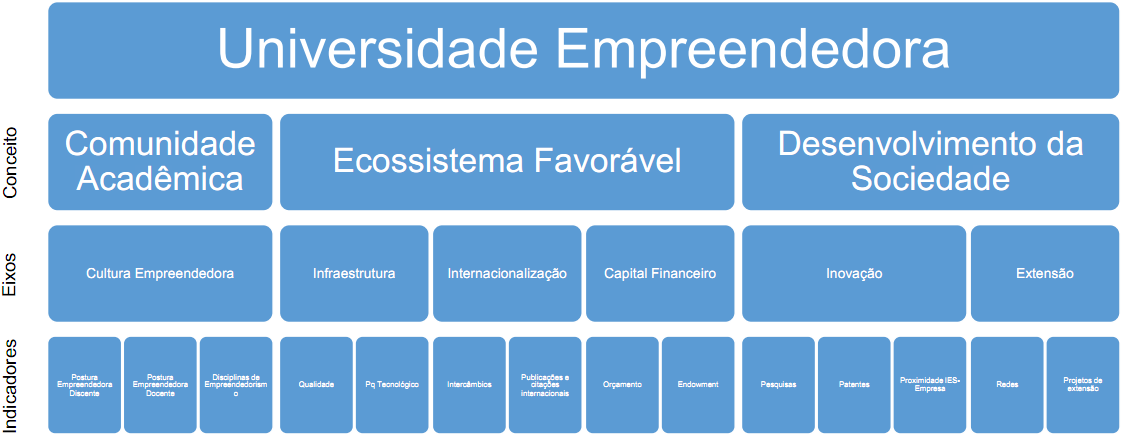 Universidade Empreendedora
Conceito
Comunidade
Acadêmica
Ecossistema Favorável
Desenvolvimento da
Sociedade
Eixos
Cultura Empreendedora
Infraestrutura
Internacionalização
Capital Financeiro
Inovação
Extensão
Indicadores
Postura
Empreendedora
Discente
Postura
Empreendedora
Docente
Disciplinas de
Empreendedorism
o
Qualidade
Pq Tecnológico
Intercâmbios
Publicações e
citações
internacionais
Orçamento
Endowment
Pesquisas
Patentes
Proximidade IES-
Empresa
Redes
Projetos de
extensão